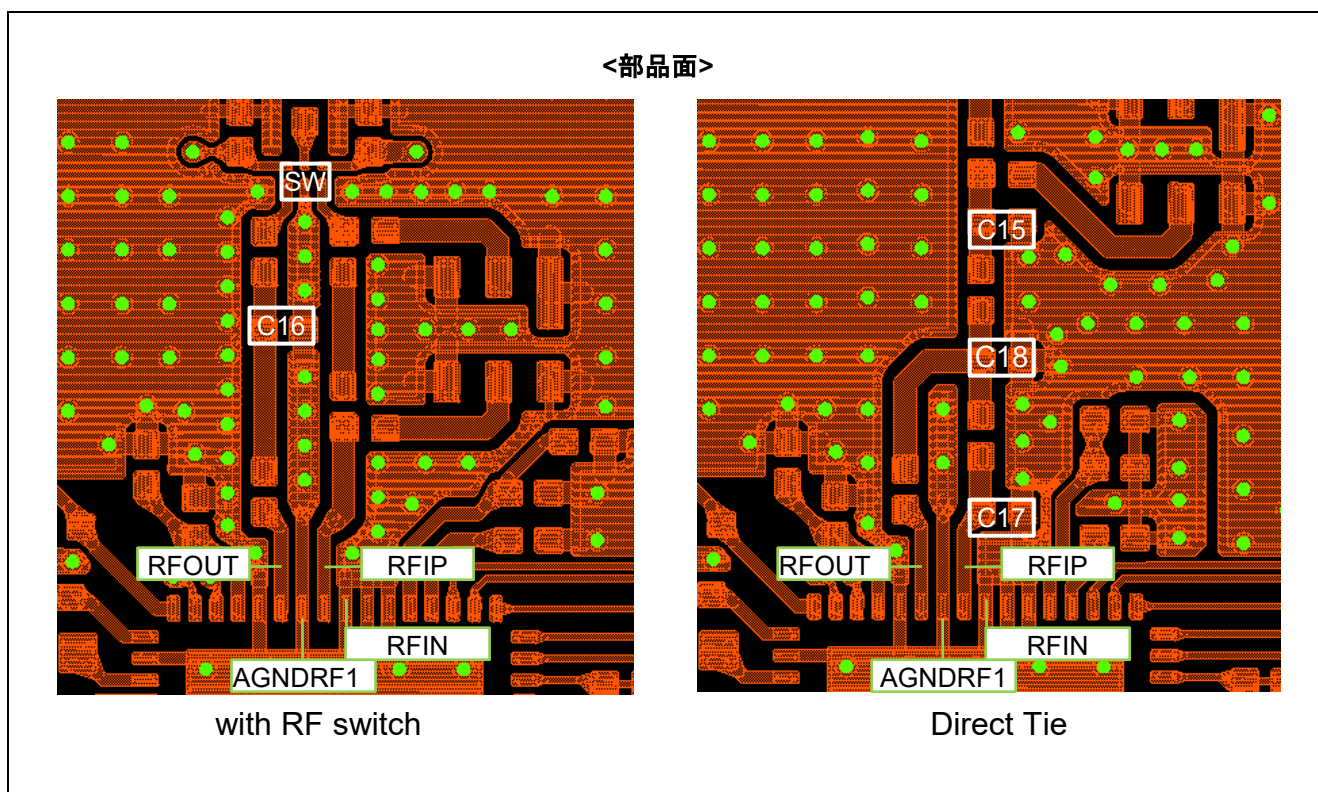 <部品面>
SW
C16
RFOUT
RFIP
RFIN
AGNDRF1
with RF switch
C15
C18
C17
RFOUT
RFIP
RFIN
AGNDRF1
Direct Tie